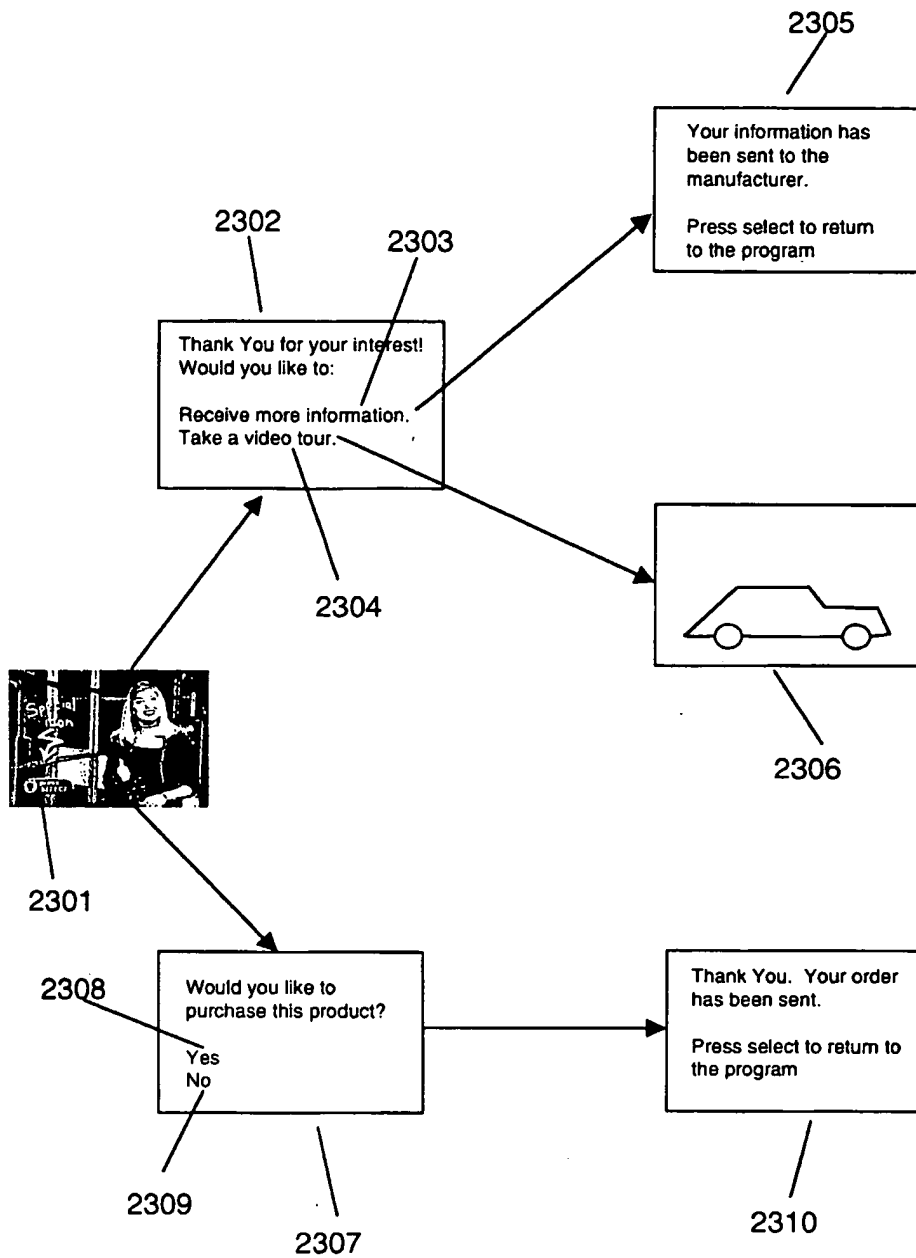 2305
Your information has
been sent to the
manufacturer.
Press select to return
to the program
2302
2303
Thank You for your interest!
Would you like to:
Receive more information.
Take a video tour.
2304
2306
2301
2308
Would you like to
purchase this product?
Yes
No
2309
2307
Thank You. Your order
has been sent.
Press select to return to
the program
2310